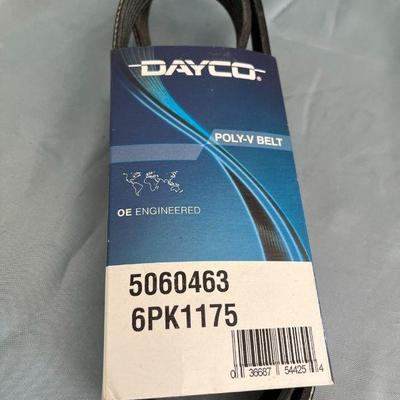 DAYCO®
POLY-V BELT
OE ENGINEERED
5060463
6PK1175
0 36687 54425 4